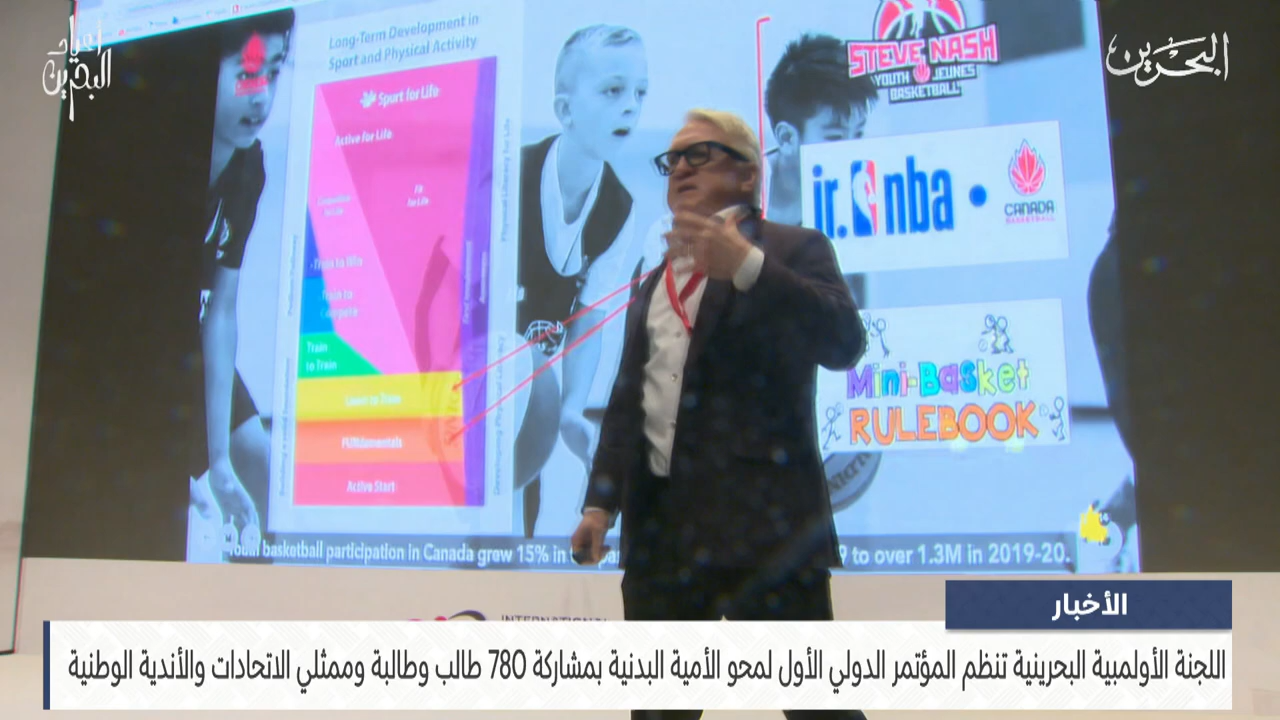 أعياد
البحرين
البحرين
Long-Term Development in
Sport and Physical Activity
Sport for Life
Active for Life
Fit
for Life
Train to Win
Train to
Compete
Train
to Train
Learn to Train
FUNdamentals
Active Start
STEVE NASH
YOUTH JEUNES
BASKETBALL
jr. nba
CANADA
BASKETBALL
Mini-Basket
RULEBOOK
basketball participation in Canada grew 15% in
to over 1.3M in 2019-20.
INTERNATIONAL
الأخبار
اللجنة الأولمبية البحرينية تنظم المؤتمر الدولي الأول لمحو الأمية البدنية بمشاركة 780 طالب وطالبة وممثلي الاتحادات والأندية الوطنية